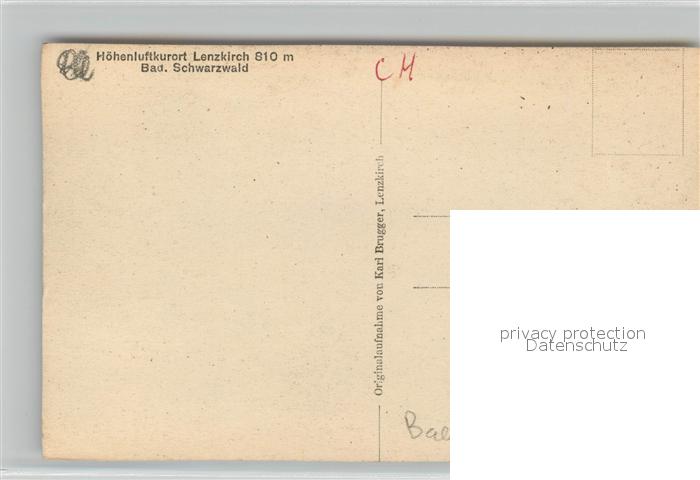 Höhenluftkurort Lenzkirch 810 m
Bad. Schwarzwald
CH
Originalaufnahme von Karl Brugger, Lenzkirch
privacy protection
Datenschutz